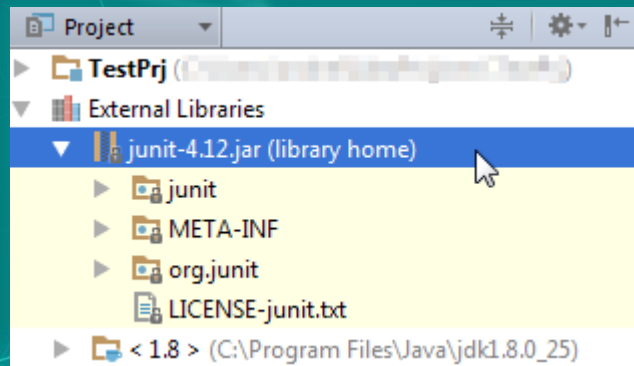 Project
TestPrj (
External Libraries
junit-4.12.jar (library home)
junit
META-INF
org.junit
LICENSE-junit.txt
< 1.8 > (C:\Program Files\Java\jdk1.8.0_25)